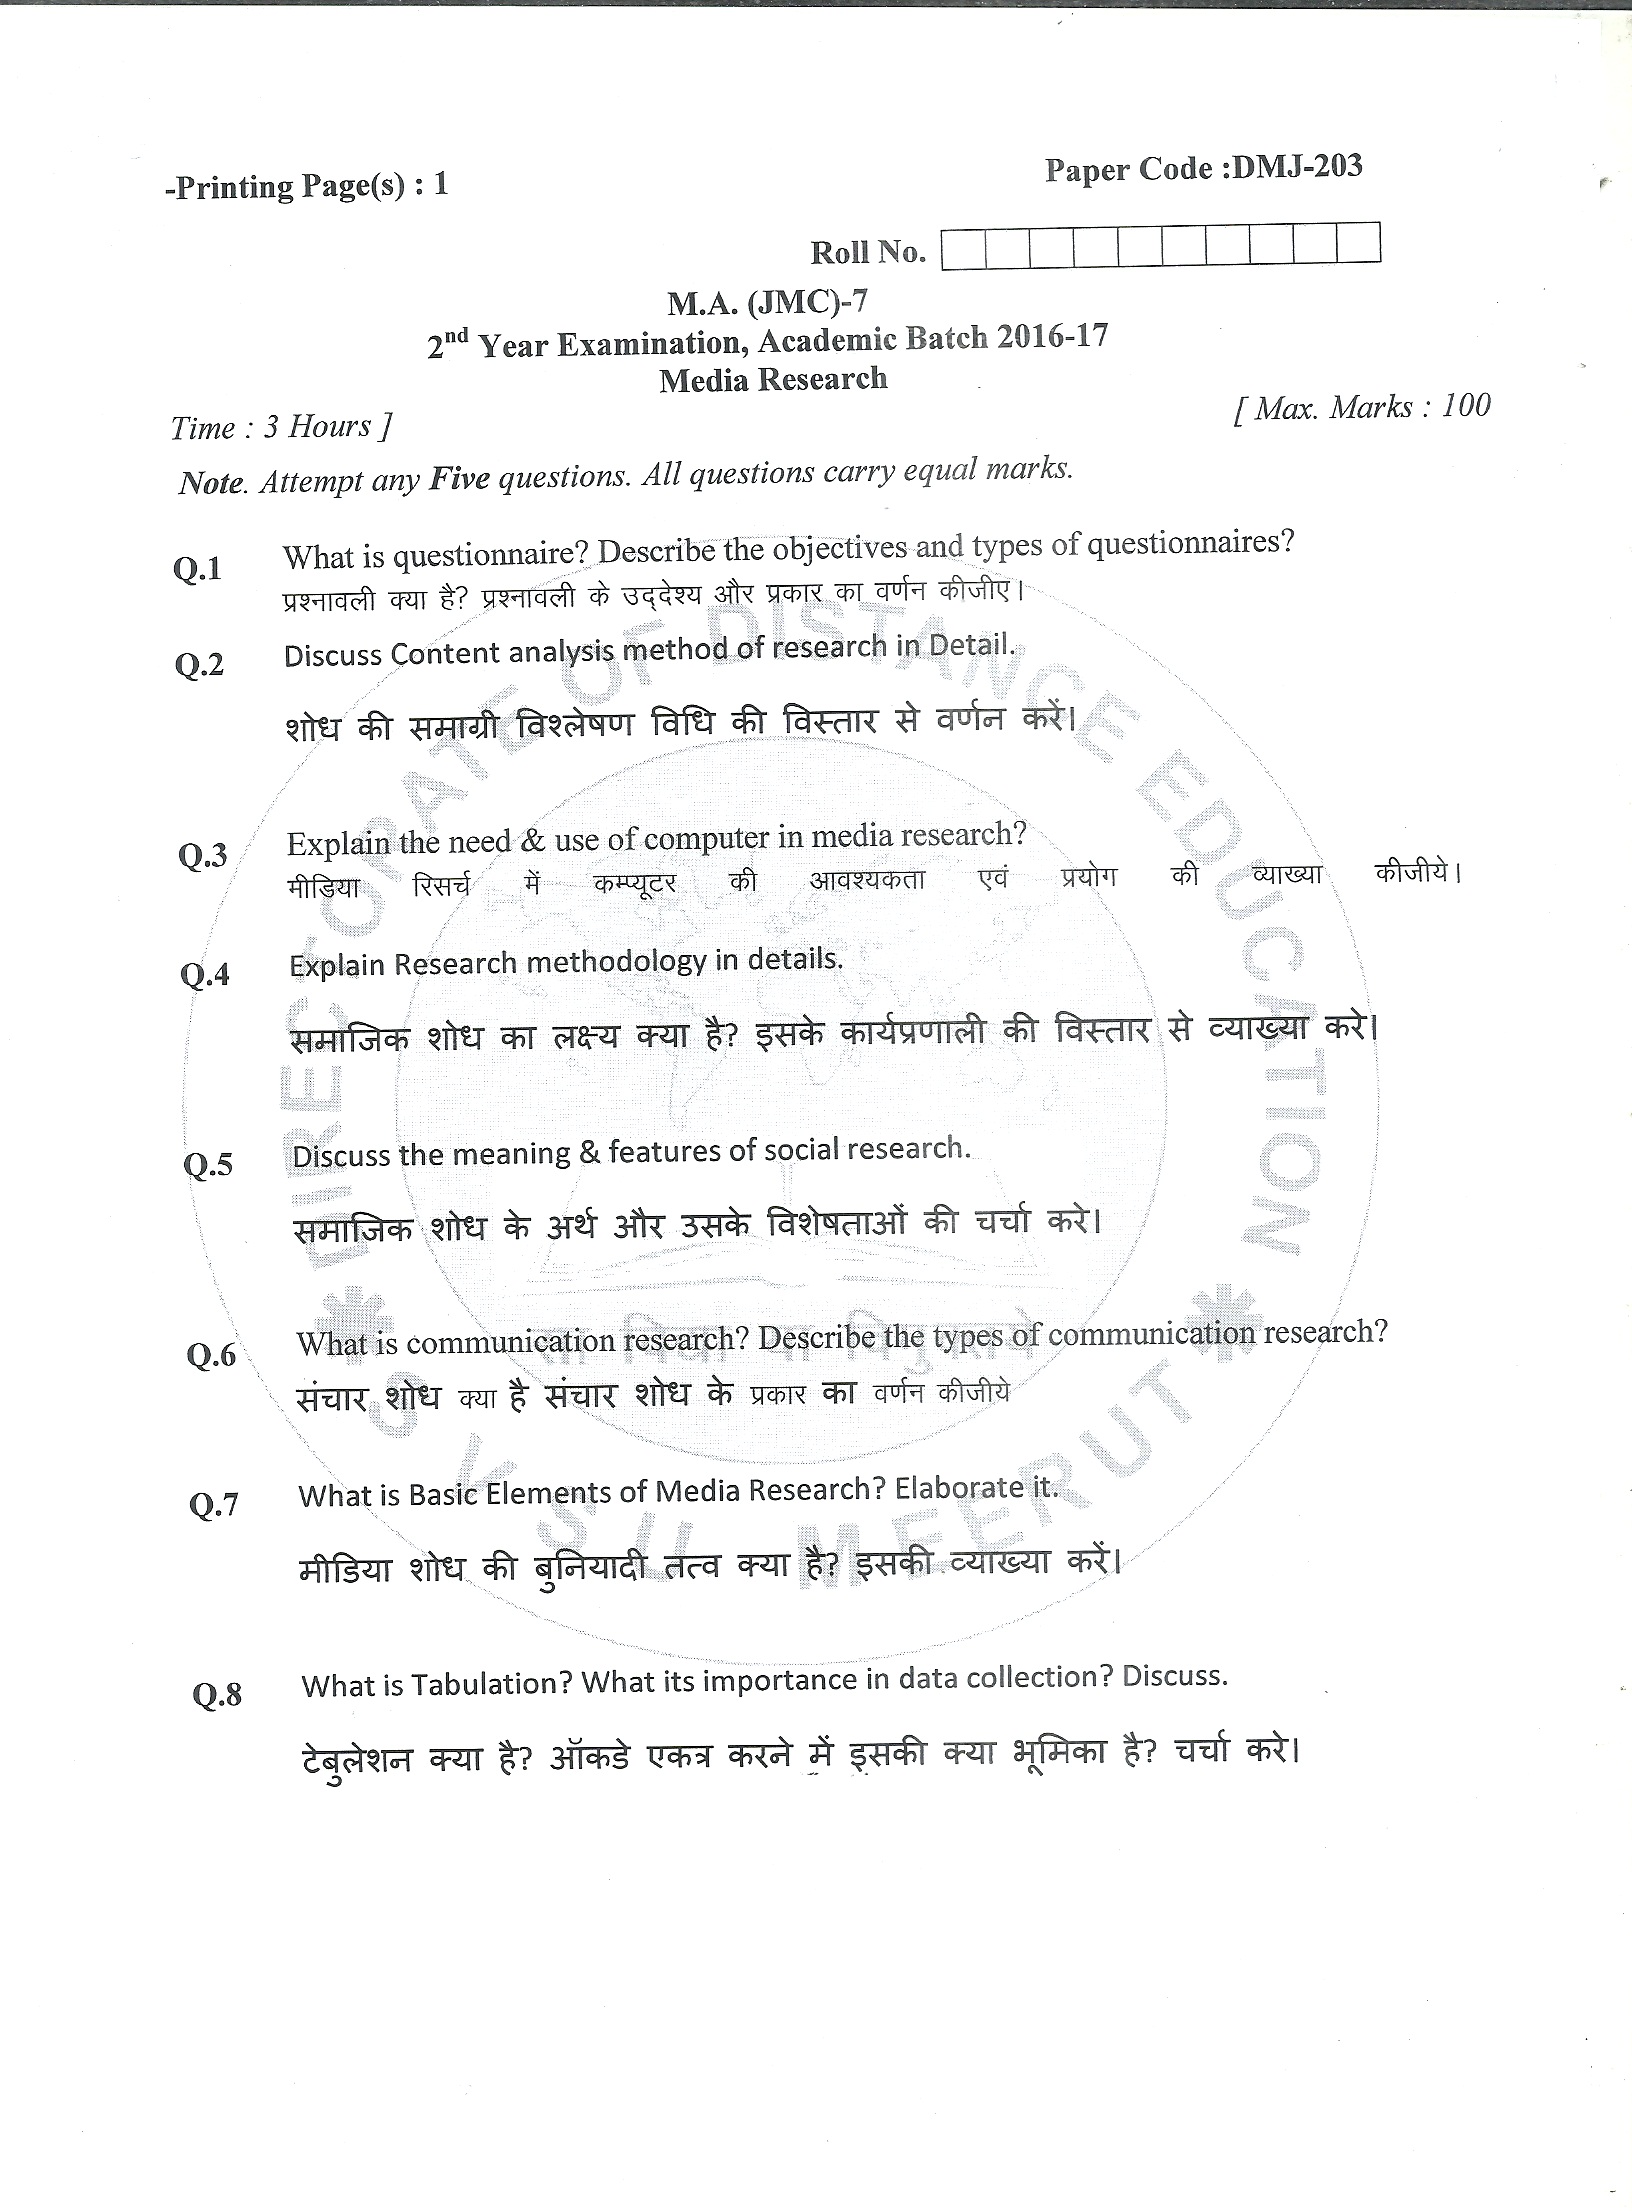 -Printing Page(s) : 1
Paper Code :DMJ-203
Roll No.
M.A. (JMC)-7
2nd Year Examination, Academic Batch 2016-17
Media Research
Time : 3 Hours ]
[ Max. Marks : 100
Note. Attempt any Five questions. All questions carry equal marks.
Q.1 What is questionnaire? Describe the objectives and types of questionnaires?
प्रश्नावली क्या है? प्रश्नावली के उद्देश्य और प्रकार का वर्णन कीजीए।
Q.2 Discuss Content analysis method of research in Detail.
शोध की समाग्री विश्लेषण विधि की विस्तार से वर्णन करें।
Q.3 Explain the need & use of computer in media research?
मीडिया रिसर्च में कम्प्यूटर की आवश्यकता एवं प्रयोग की व्याख्या कीजीये।
Q.4 Explain Research methodology in details.
समाजिक शोध का लक्ष्य क्या है? इसके कार्यप्रणाली की विस्तार से व्याख्या करे।
Q.5 Discuss the meaning & features of social research.
समाजिक शोध के अर्थ और उसके विशेषताओं की चर्चा करे।
Q.6 What is communication research? Describe the types of communication research?
संचार शोध क्या है संचार शोध के प्रकार का वर्णन कीजीये
Q.7 What is Basic Elements of Media Research? Elaborate it.
मीडिया शोध की बुनियादी तत्व क्या है? इसकी व्याख्या करें।
Q.8 What is Tabulation? What its importance in data collection? Discuss.
टेबुलेशन क्या है? ऑकडे एकत्र करने में इसकी क्या भूमिका है? चर्चा करे।
DIRECTORATE OF DISTANCE EDUCATION
S V S U MEERUT